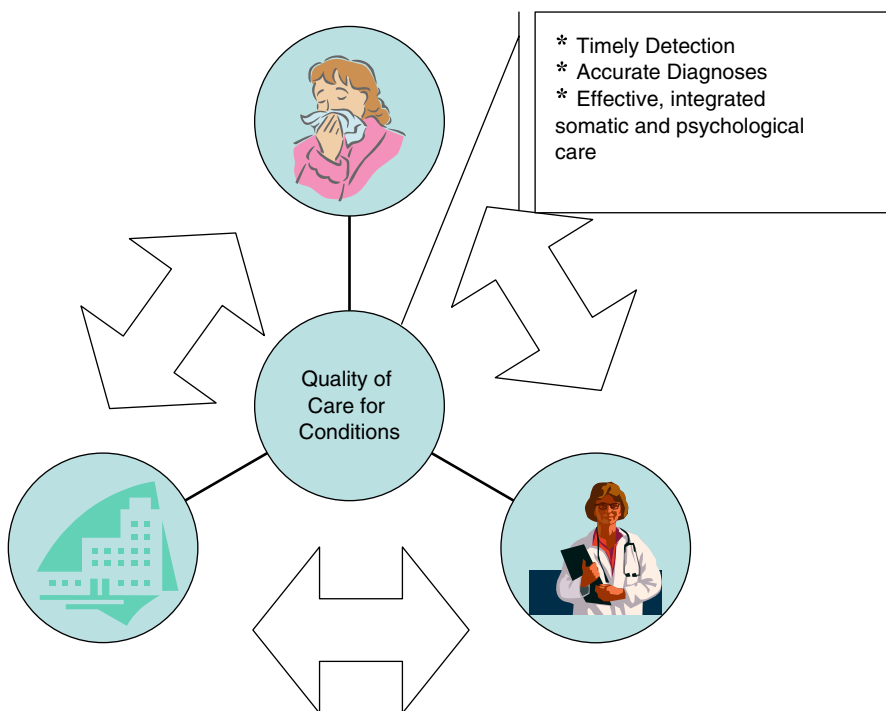 * Timely Detection
* Accurate Diagnoses
* Effective, integrated
somatic and psychological
care
Quality of
Care for
Conditions